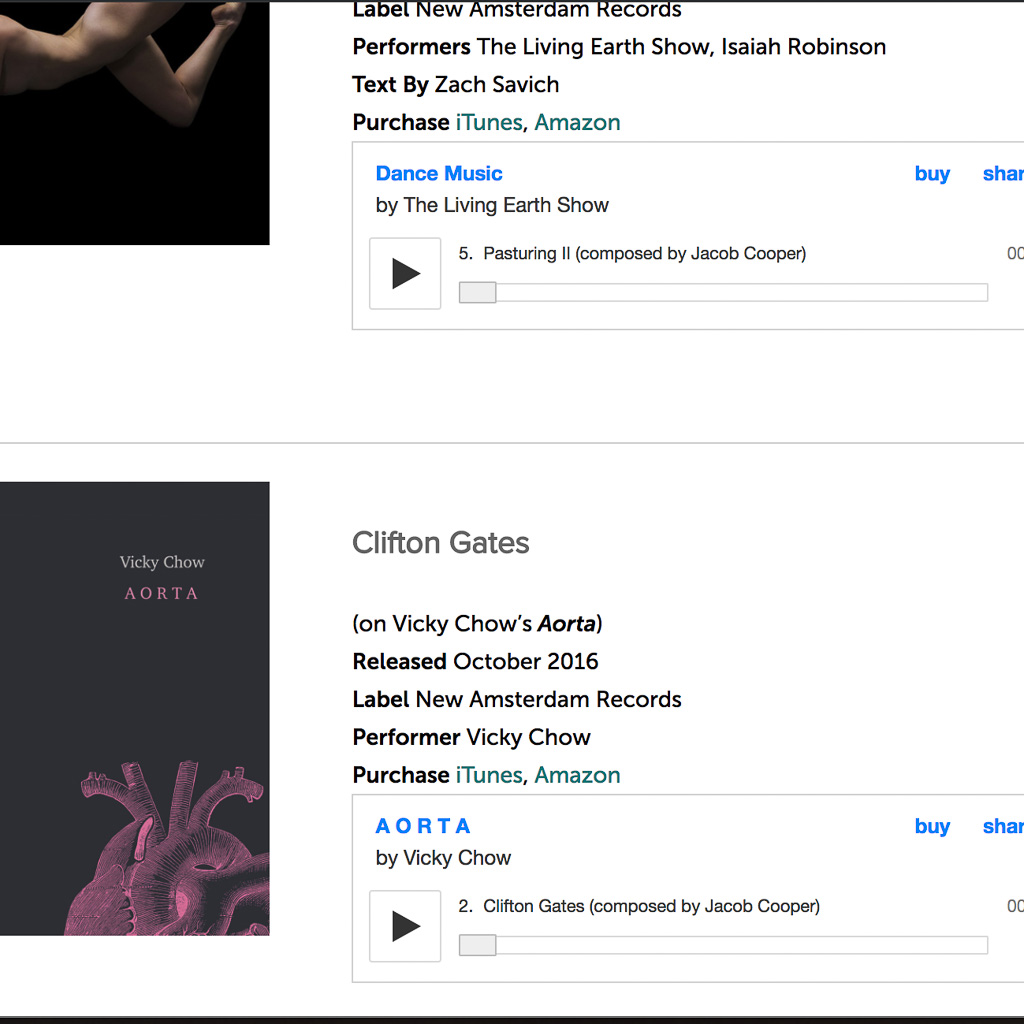 Label New Amsterdam Records
Performers The Living Earth Show, Isaiah Robinson
Text By Zach Savich
Purchase iTunes, Amazon
Dance Music buy shar
by The Living Earth Show
5. Pasturing II (composed by Jacob Cooper) 00
Vicky Chow
AORTA
Clifton Gates
(on Vicky Chow’s Aorta)
Released October 2016
Label New Amsterdam Records
Performer Vicky Chow
Purchase iTunes, Amazon
A O R T A buy shar
by Vicky Chow
2. Clifton Gates (composed by Jacob Cooper) 00